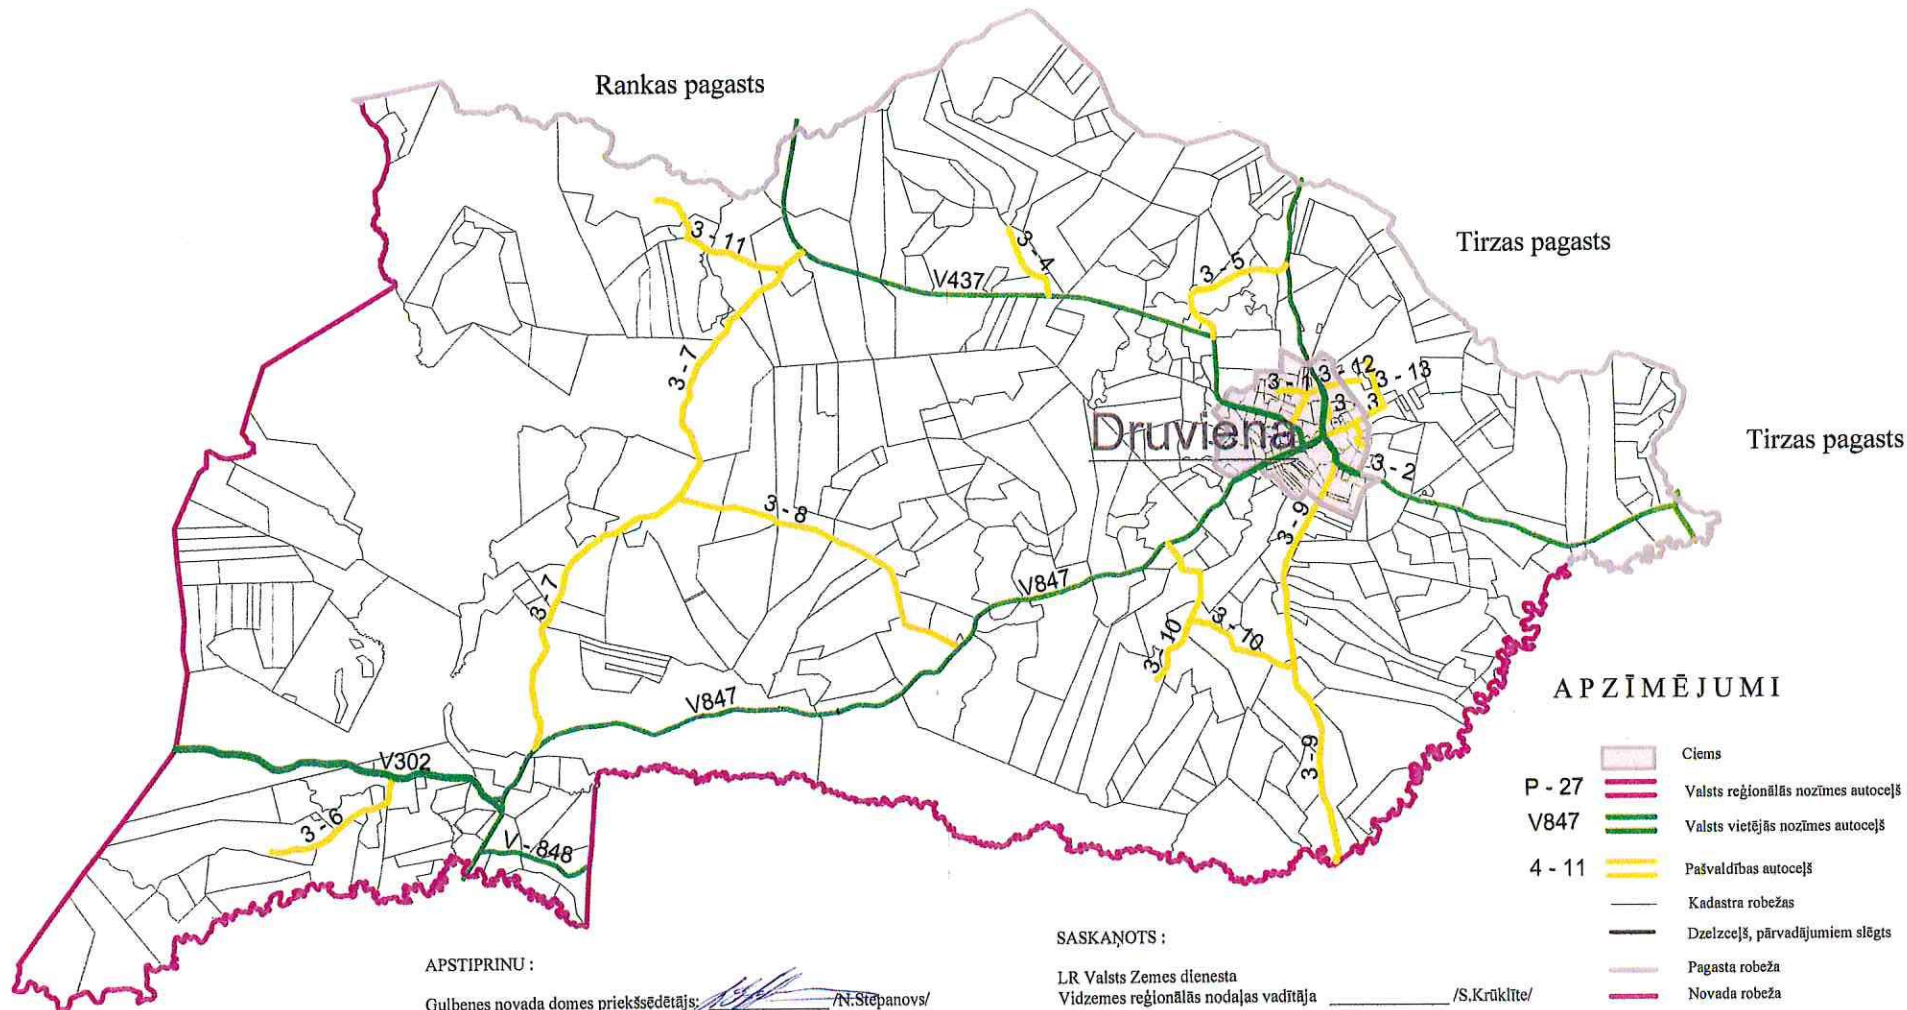 Rankas pagasts
Tirzas pagasts
Tirzas pagasts
3 - 11
3 - 4
V437
3 - 5
3 - 7
3 - 1
3 - 12
3 - 13
3 - 3
Druviena
3 - 2
3 - 8
3 - 9
3 - 7
V847
3 - 10
3 - 10
V847
3 - 9
V302
3 - 6
V - 848
APZĪMĒJUMI
Ciems
P - 27 Valsts reģionālās nozīmes autoceļš
V847 Valsts vietējās nozīmes autoceļš
4 - 11 Pašvaldības autoceļš
Kadastra robežas
Dzelzceļš, pārvadājumiem slēgts
Pagasta robeža
Novada robeža
APSTIPRINU :
Gulbenes novada domes priekšsēdētājs: /N.Stepanovs/
SASKAŅOTS :
LR Valsts Zemes dienesta
Vidzemes reģionālās nodaļas vadītāja /S.Krūklīte/